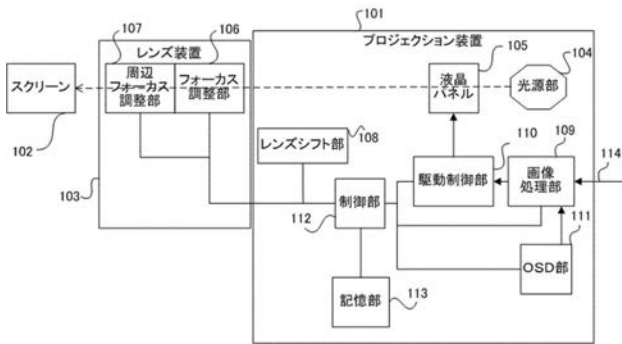 101
107
106
レンズ装置
プロジェクション装置
105
104
スクリーン
周辺
フォーカス
調整部
フォーカス
調整部
液晶
パネル
光源部
102
レンズシフト部
108
110
109
103
駆動制御部
画像
処理部
114
制御部
112
111
OSD部
記憶部
113